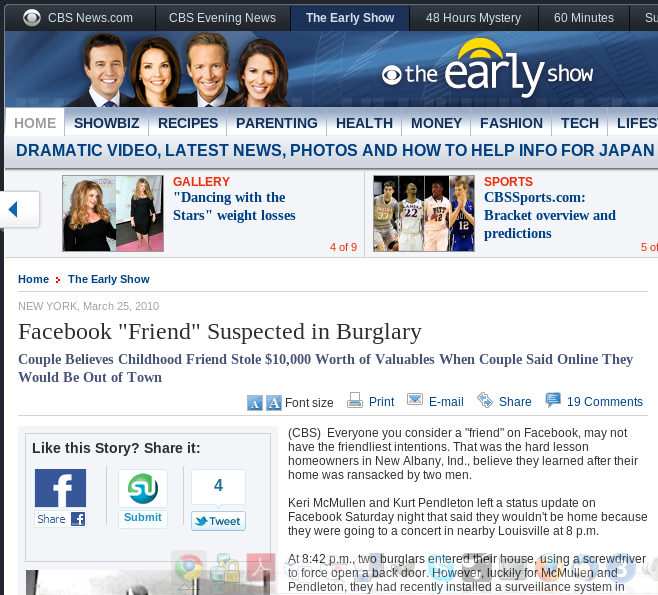 CBS News.com CBS Evening News The Early Show 48 Hours Mystery 60 Minutes Su
the early show
HOME SHOWBIZ RECIPES PARENTING HEALTH MONEY FASHION TECH LIFES
DRAMATIC VIDEO, LATEST NEWS, PHOTOS AND HOW TO HELP INFO FOR JAPAN
GALLERY
"Dancing with the
Stars" weight losses
4 of 9
SPORTS
CBSSports.com:
Bracket overview and
predictions
5 of
Home The Early Show
NEW YORK, March 25, 2010
Facebook "Friend" Suspected in Burglary
Couple Believes Childhood Friend Stole $10,000 Worth of Valuables When Couple Said Online They
Would Be Out of Town
A A Font size Print E-mail Share 19 Comments
Like this Story? Share it:
f
Share f
Submit
4
Tweet
(CBS) Everyone you consider a "friend" on Facebook, may not
have the friendliest intentions. That was the hard lesson
homeowners in New Albany, Ind., believe they learned after their
home was ransacked by two men.
Keri McMullen and Kurt Pendleton left a status update on
Facebook Saturday night that said they wouldn't be home because
they were going to a concert in nearby Louisville at 8 p.m.
At 8:42 p.m., two burglars entered their house, using a screwdriver
to force open a back door. However, luckily for McMullen and
Pendleton, they had recently installed a surveillance system in